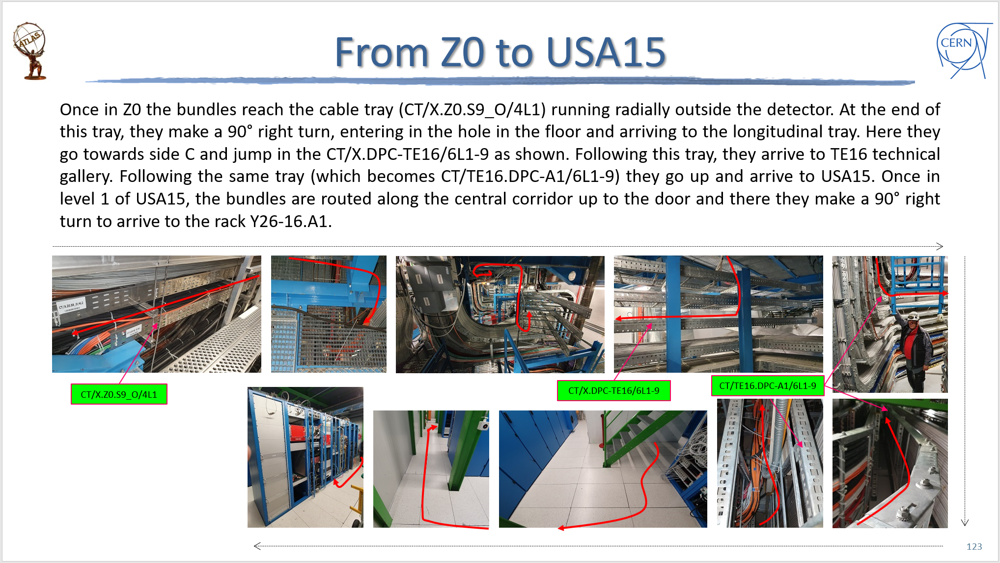 ATLAS
CERN
From Z0 to USA15
Once in Z0 the bundles reach the cable tray (CT/X.Z0.S9_O/4L1) running radially outside the detector. At the end of
this tray, they make a 90° right turn, entering in the hole in the floor and arriving to the longitudinal tray. Here they
go towards side C and jump in the CT/X.DPC-TE16/6L1-9 as shown. Following this tray, they arrive to TE16 technical
gallery. Following the same tray (which becomes CT/TE16.DPC-A1/6L1-9) they go up and arrive to USA15. Once in
level 1 of USA15, the bundles are routed along the central corridor up to the door and there they make a 90° right
turn to arrive to the rack Y26-16.A1.
CT/X.Z0.S9_O/4L2
CT/X.Z0.S9_O/4L1
CT/X.DPC-TE16/6L1-9
CT/TE16.DPC-A1/6L1-9
123